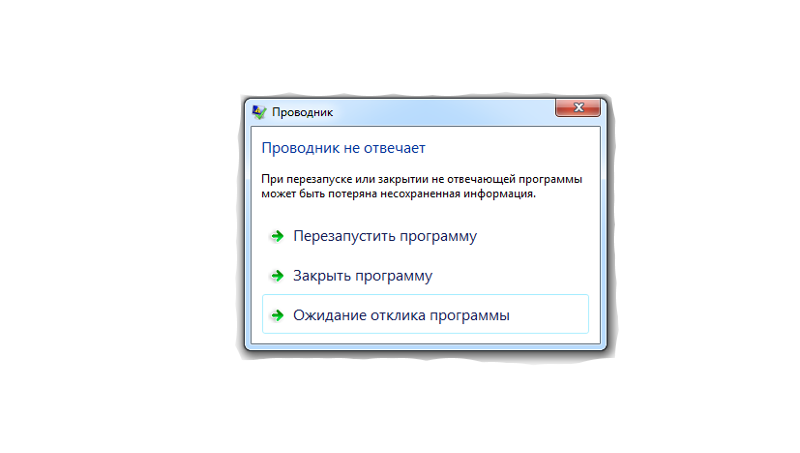 Проводник
Проводник не отвечает
При перезапуске или закрытии не отвечающей программы
может быть потеряна несохраненная информация.
Перезапустить программу
Закрыть программу
Ожидание отклика программы